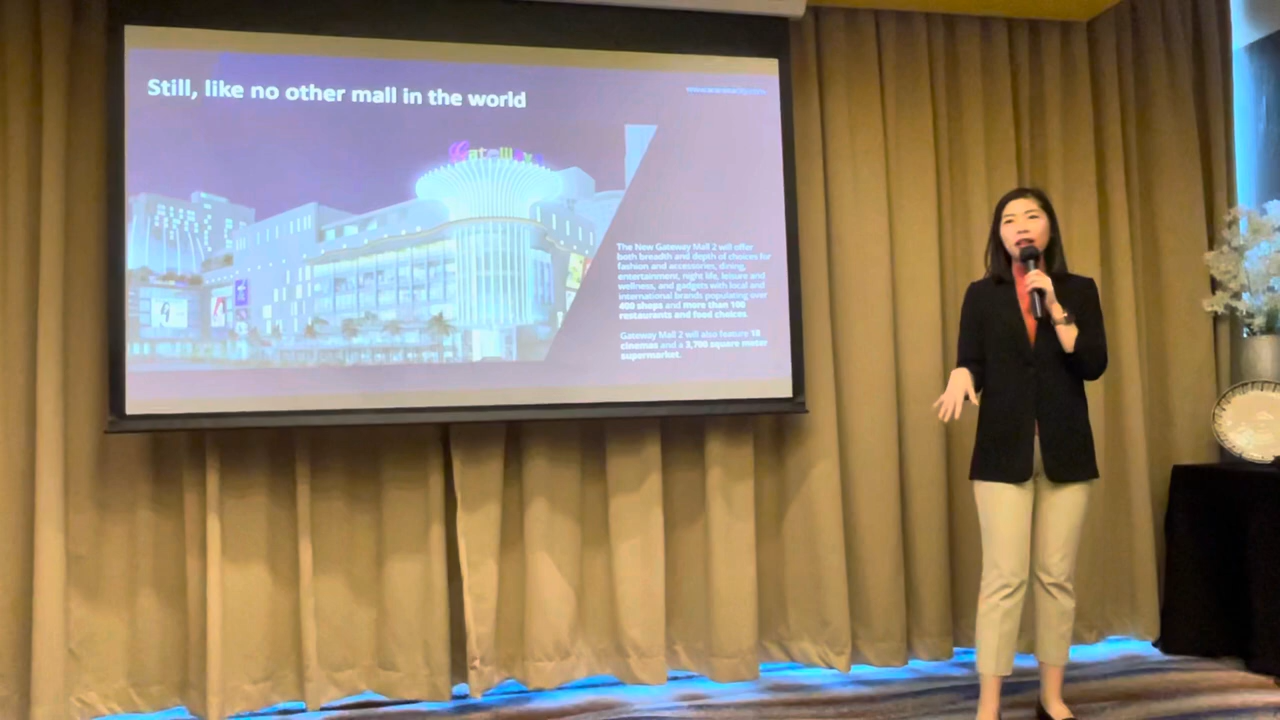 Still, like no other mall in the world
Gateway
The New Gateway Mall 2 will offer
both breadth and depth of choices for
fashion and accessories, dining,
entertainment, night life, leisure and
wellness, and gadgets with local and
international brands populating over
400 shops and more than 100
restaurants and food choices.
Gateway Mall 2 will also feature 18
cinemas and a 3,700 square meter
supermarket.